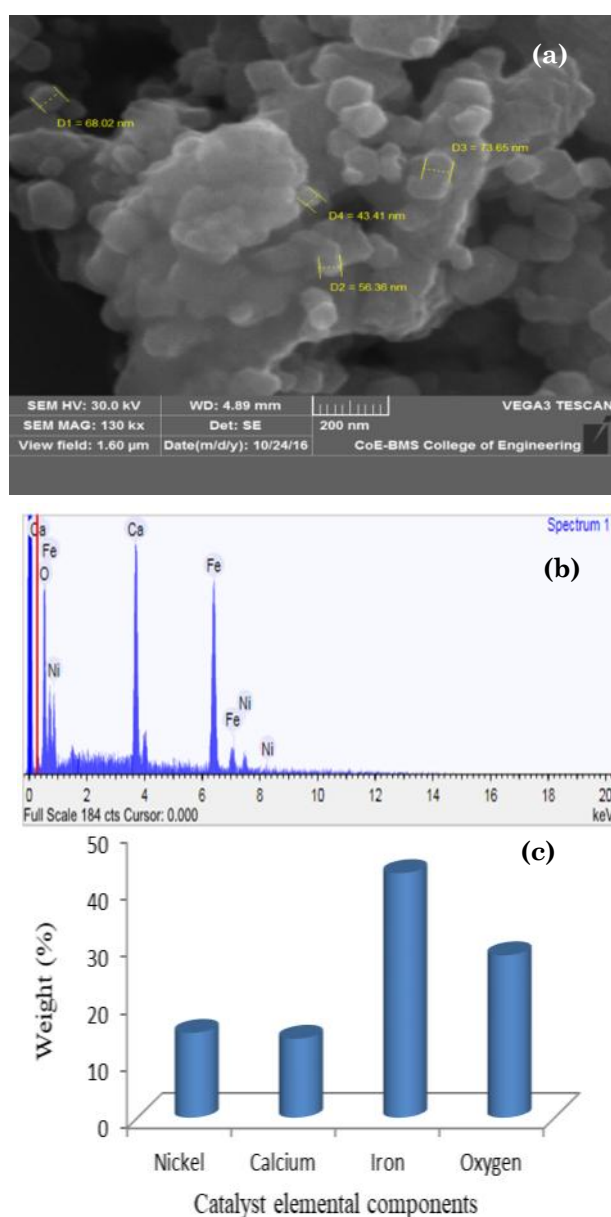 (a)
D1 = 68.02 nm
D3 = 73.65 nm
D4 = 43.41 nm
D2 = 56.36 nm
SEM HV: 30.0 kV WD: 4.89 mm VEGA3 TESCAN
SEM MAG: 130 kx Det: SE 200 nm
View field: 1.60 µm Date(m/d/y): 10/24/16 CoE-BMS College of Engineering
Spectrum 1
(b)
Ca Ca
Fe Fe
O
Ni Ni
Fe Ni
0 2 4 6 8 10 12 14 16 18 20
Full Scale 184 cts Cursor: 0.000 keV
(c)
Weight (%)
50
40
30
20
10
0
Nickel Calcium Iron Oxygen
Catalyst elemental components